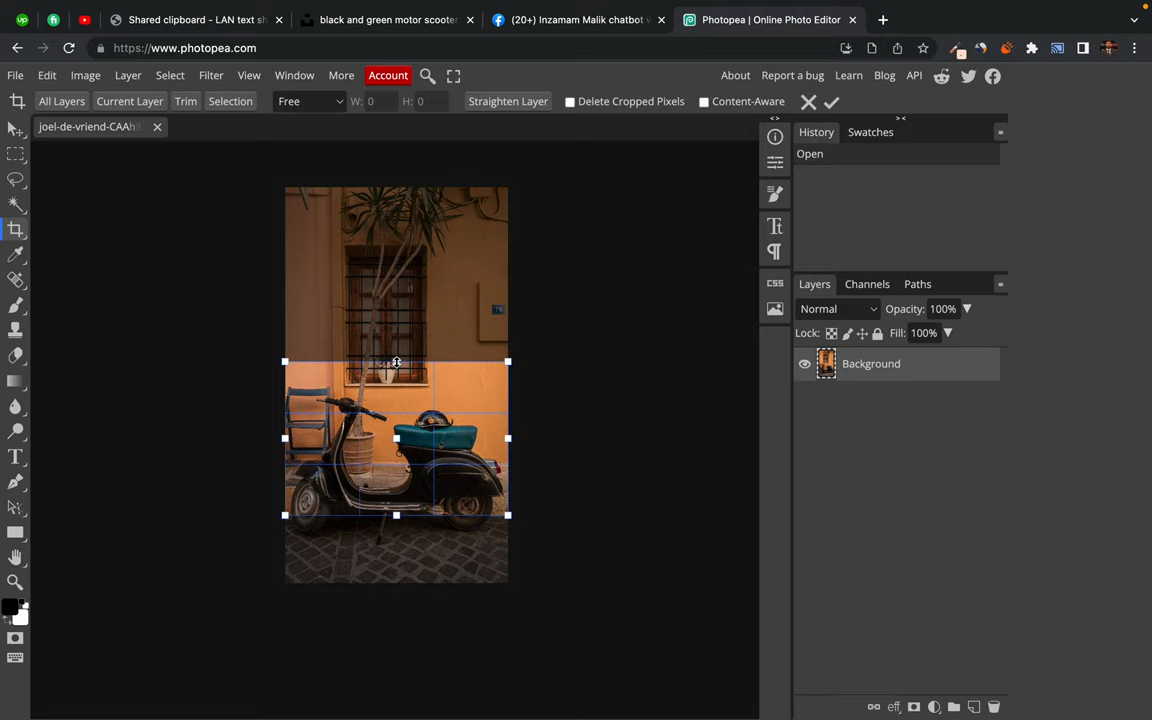 Shared clipboard - LAN text sh
black and green motor scooter
(20+) Inzamam Malik chatbot w
Photopea | Online Photo Editor
https://www.photopea.com
File Edit Image Layer Select Filter View Window More Account
About Report a bug Learn Blog API
All Layers Current Layer Trim Selection Free W: 0 H: 0 Straighten Layer Delete Cropped Pixels Content-Aware
joel-de-vriend-CAAh
History Swatches
Open
Layers Channels Paths
Normal Opacity: 100%
Lock: Fill: 100%
Background
CSS
eff